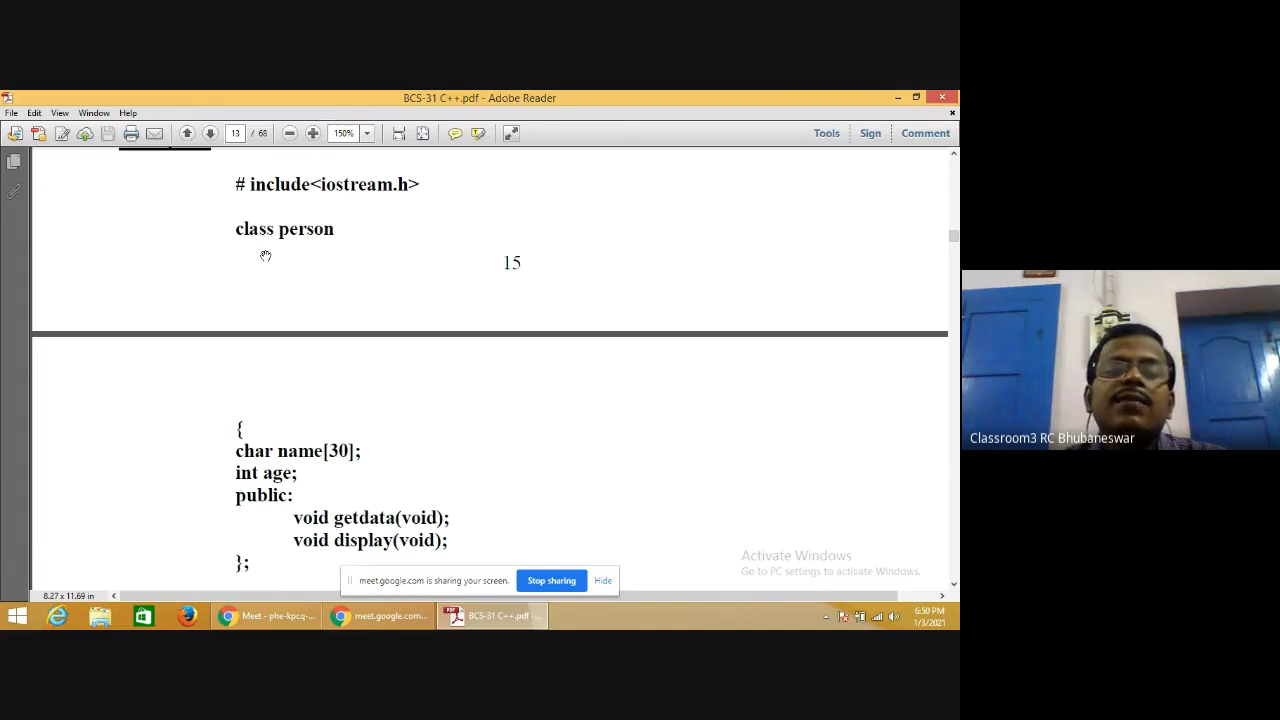 BCS-31 C++.pdf - Adobe Reader
File Edit View Window Help
13 / 68 150% Tools Sign Comment
# include<iostream.h>
class person
15
{
char name[30];
int age;
public:
void getdata(void);
void display(void);
};
Activate Windows
Go to PC settings to activate Windows.
meet.google.com is sharing your screen. Stop sharing Hide
8.27 x 11.69 in
Meet - phe-kpcq-... meet.google.com... BCS-31 C++.pdf -... 6:50 PM
1/3/2021
Classroom3 RC Bhubaneswar